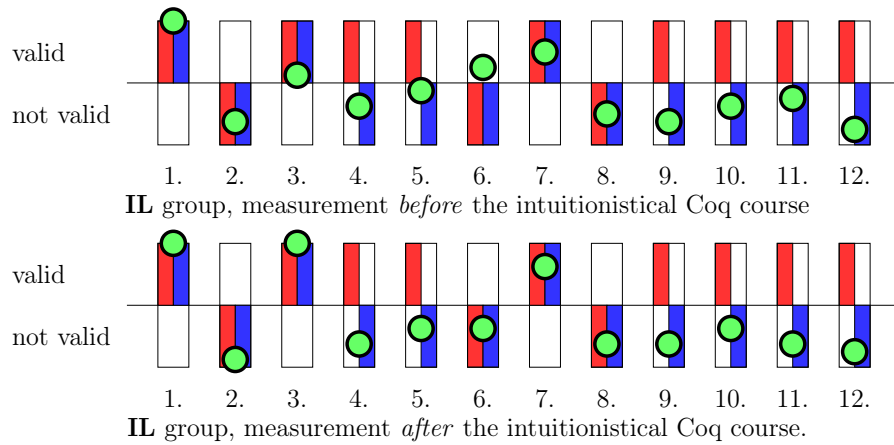 valid
not valid
1. 2. 3. 4. 5. 6. 7. 8. 9. 10. 11. 12.
IL group, measurement before the intuitionistical Coq course
valid
not valid
1. 2. 3. 4. 5. 6. 7. 8. 9. 10. 11. 12.
IL group, measurement after the intuitionistical Coq course.